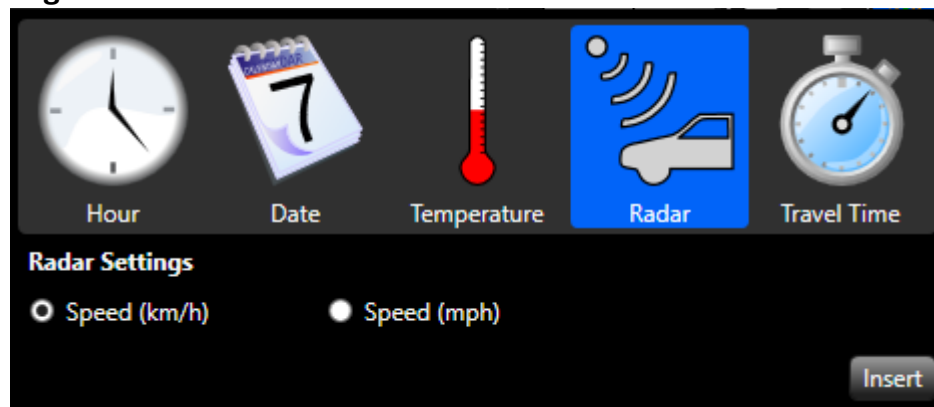 Hour Date Temperature Radar Travel Time
Radar Settings
Speed (km/h) Speed (mph)
Insert
7